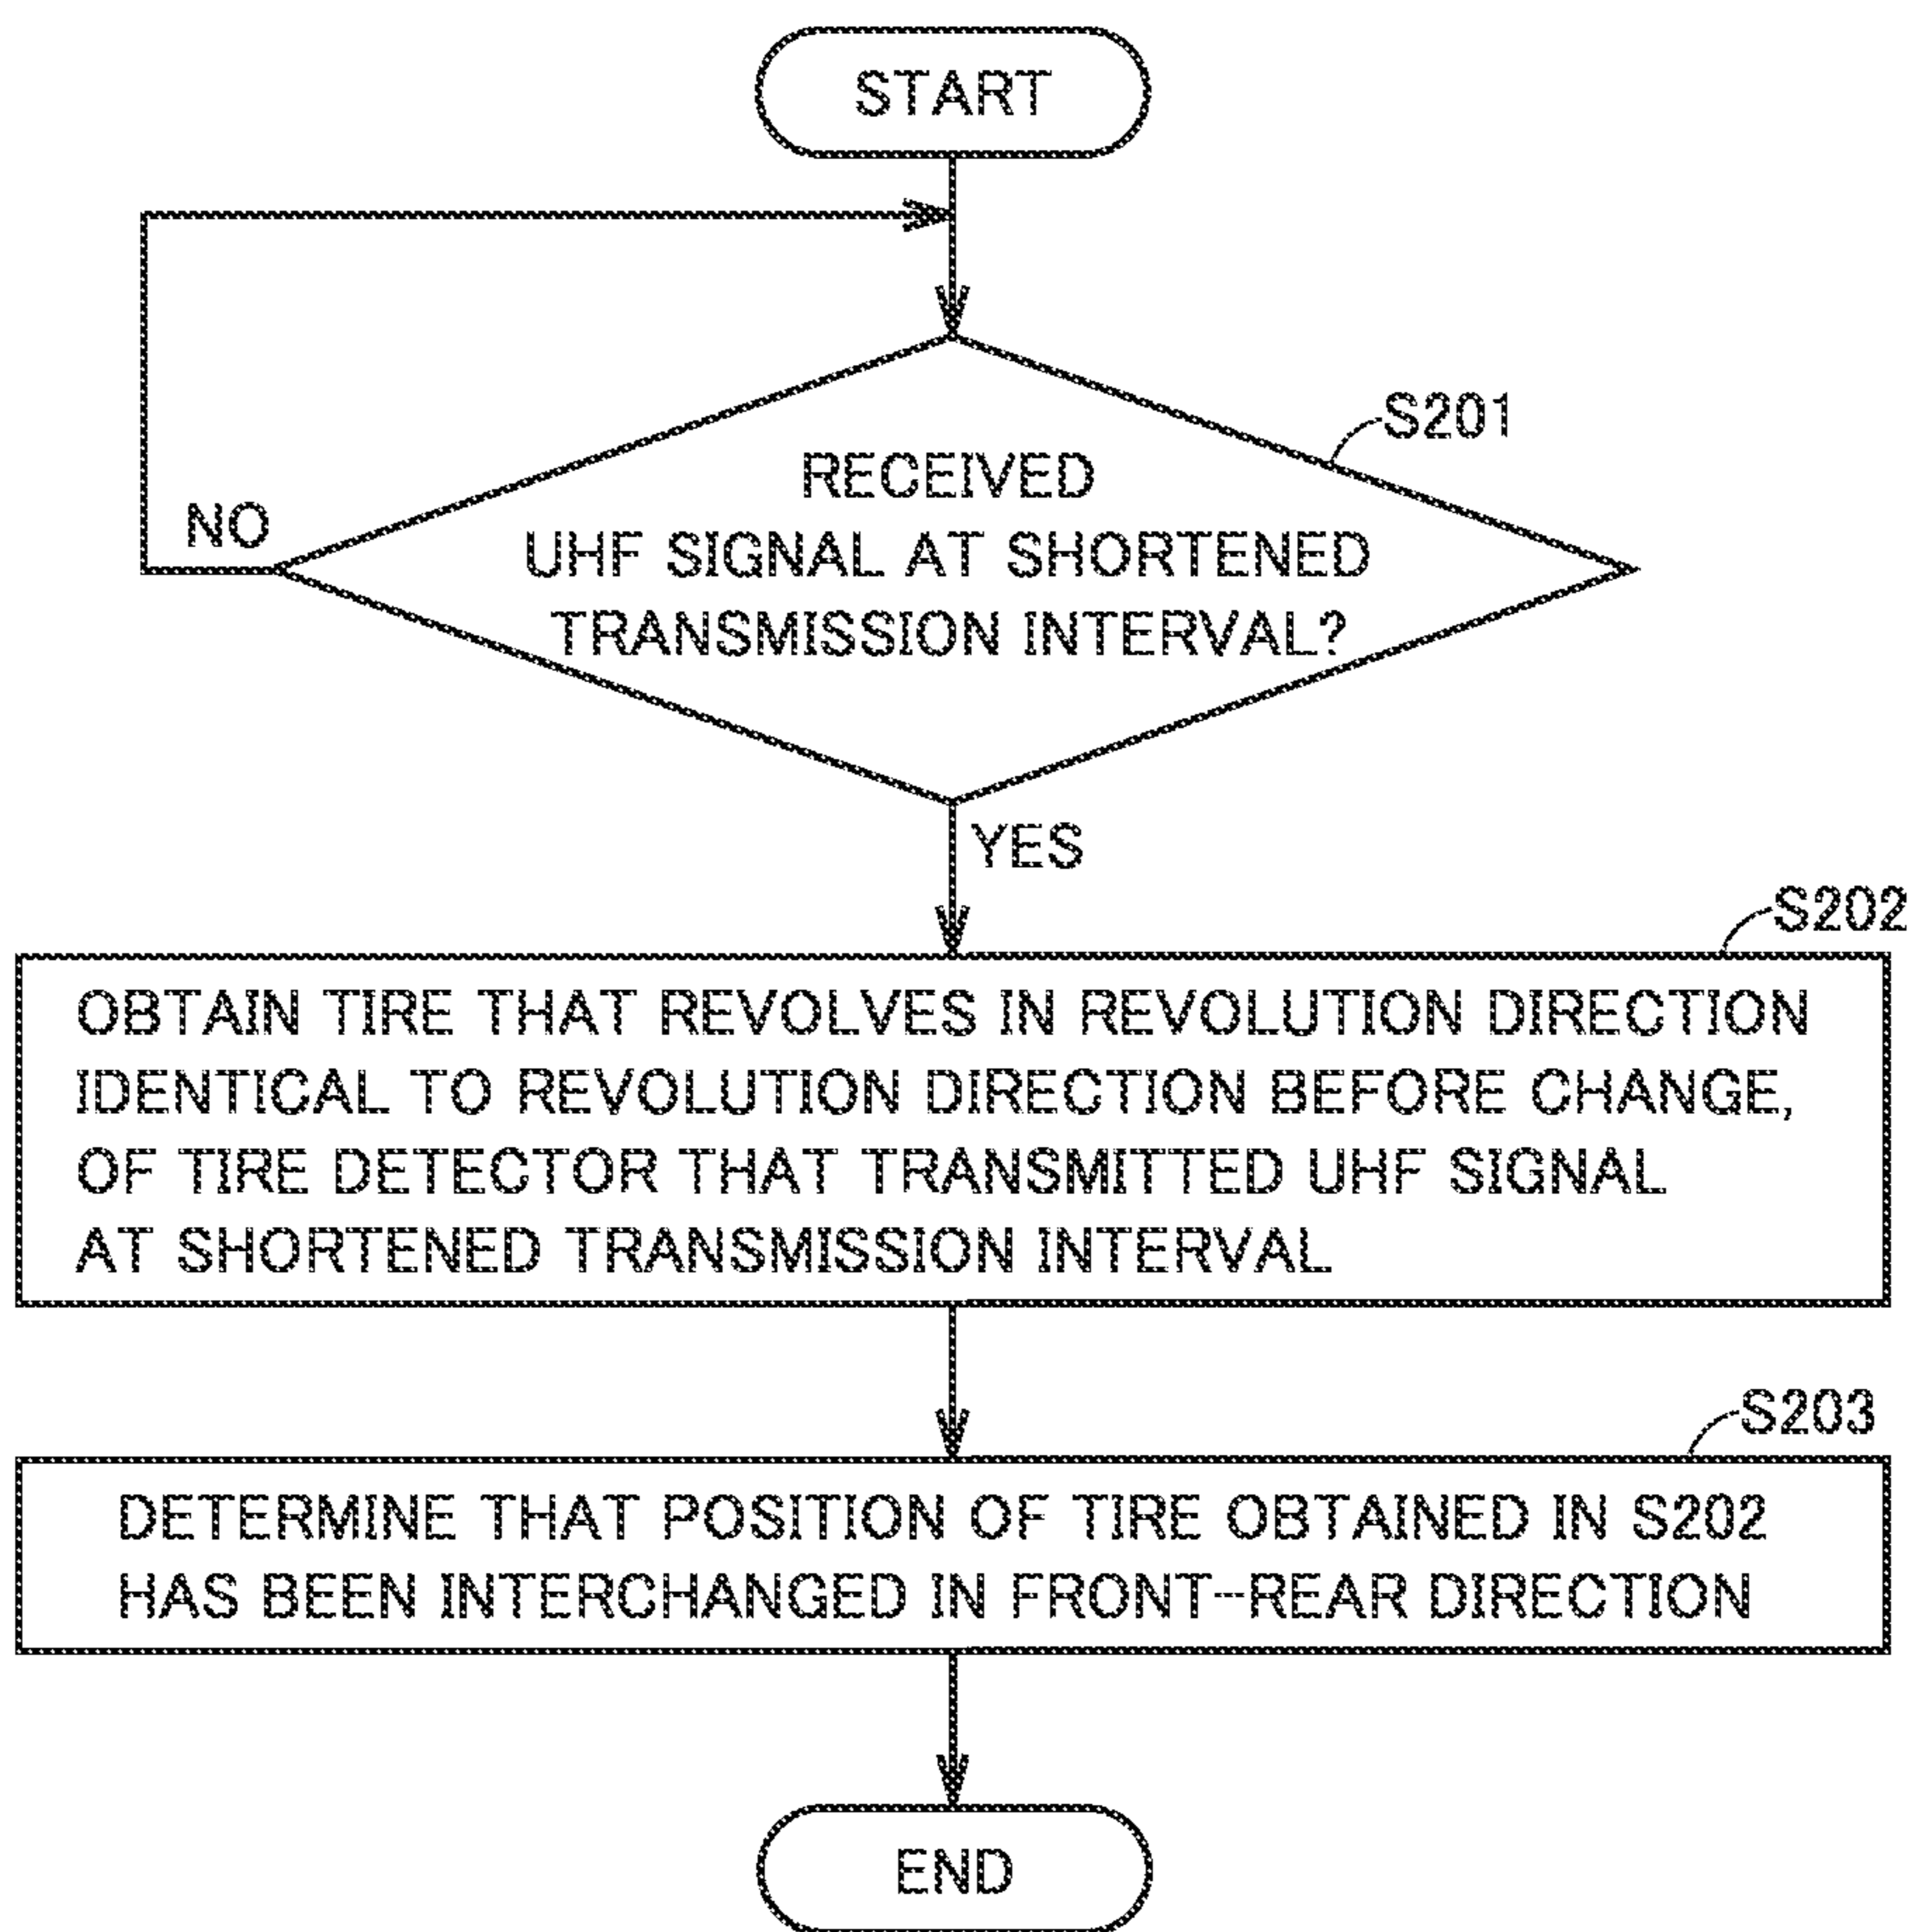 START
S201
RECEIVED
UHF SIGNAL AT SHORTENED
TRANSMISSION INTERVAL?
NO
YES
S202
OBTAIN TIRE THAT REVOLVES IN REVOLUTION DIRECTION
IDENTICAL TO REVOLUTION DIRECTION BEFORE CHANGE,
OF TIRE DETECTOR THAT TRANSMITTED UHF SIGNAL
AT SHORTENED TRANSMISSION INTERVAL
S203
DETERMINE THAT POSITION OF TIRE OBTAINED IN S202
HAS BEEN INTERCHANGED IN FRONT--REAR DIRECTION
END